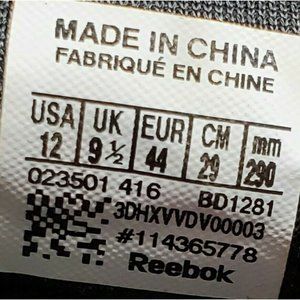 MADE IN CHINA
FABRIQUÉ EN CHINE
USA UK EUR CM mm
12 9 ½ 44 29 290
023501 416 BD1281
3DHXVVDV00003
#114365778
Reebok